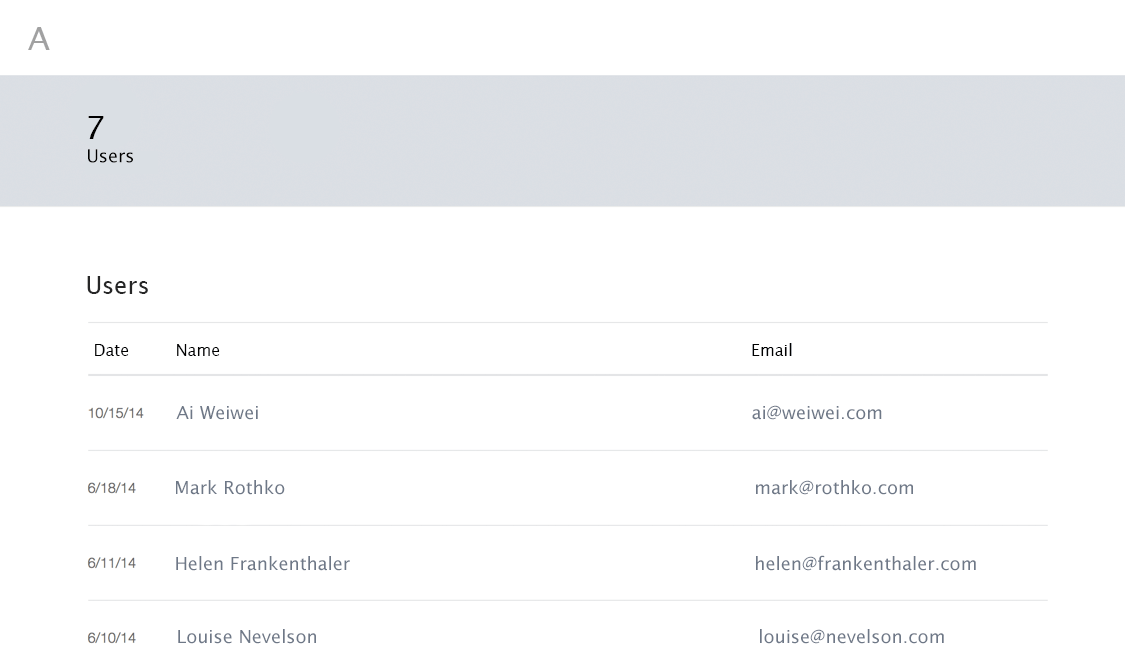 A
7
Users
Users
Date Name Email
10/15/14 Ai Weiwei ai@weiwei.com
6/18/14 Mark Rothko mark@rothko.com
6/11/14 Helen Frankenthaler helen@frankenthaler.com
6/10/14 Louise Nevelson louise@nevelson.com